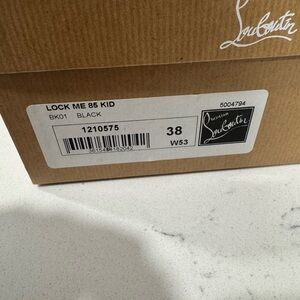 Louboutin
LOCK ME 85 KID
BK01 BLACK
5004794
1210575
38
W53
Christian
Louboutin